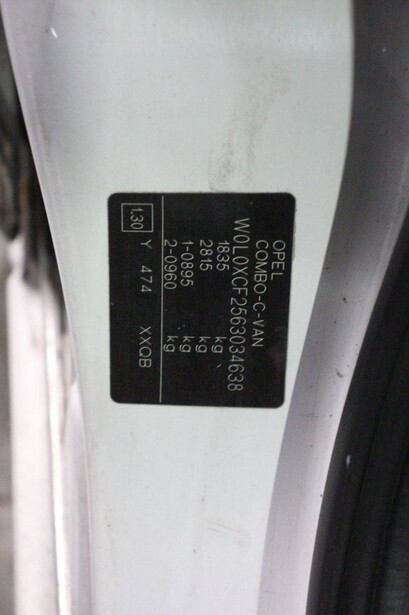 OPEL
COMBO-C-VAN
W0L0XCF2563034638
1835 kg
2815 kg
1-0895 kg
2-0960 kg
1.30 Y 474 XXQB